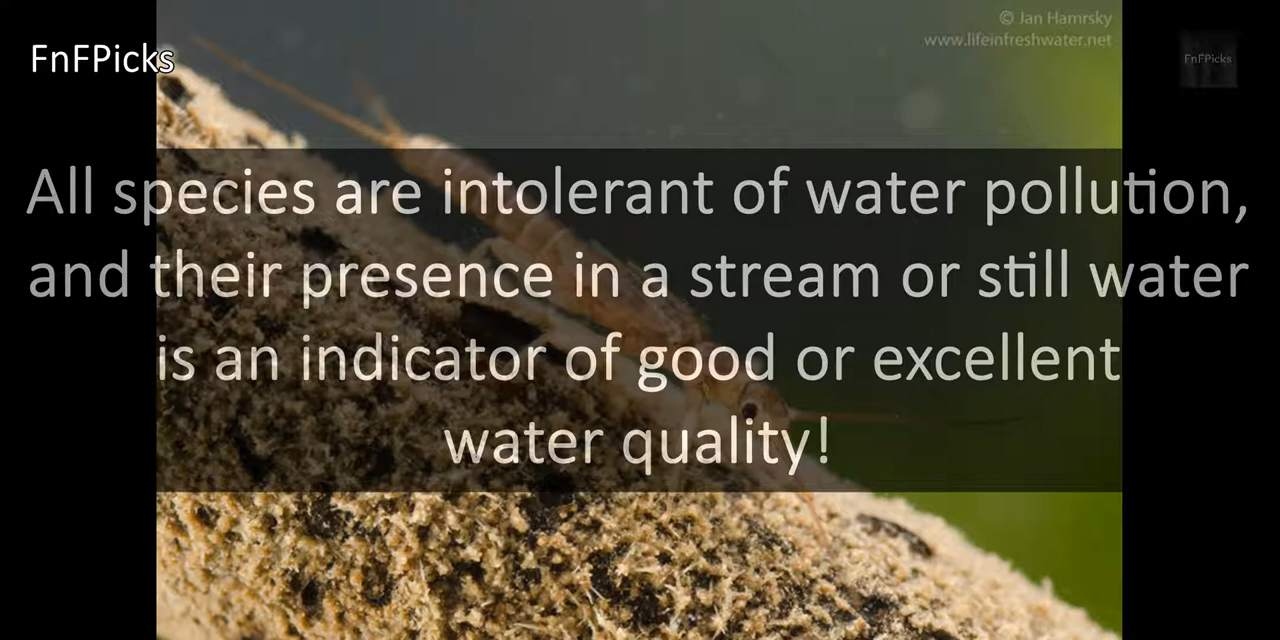 © Jan Hamrsky
www.lifeinfreshwater.net
FnFPicks
FnFPicks
All species are intolerant of water pollution,
and their presence in a stream or still water
is an indicator of good or excellent
water quality!